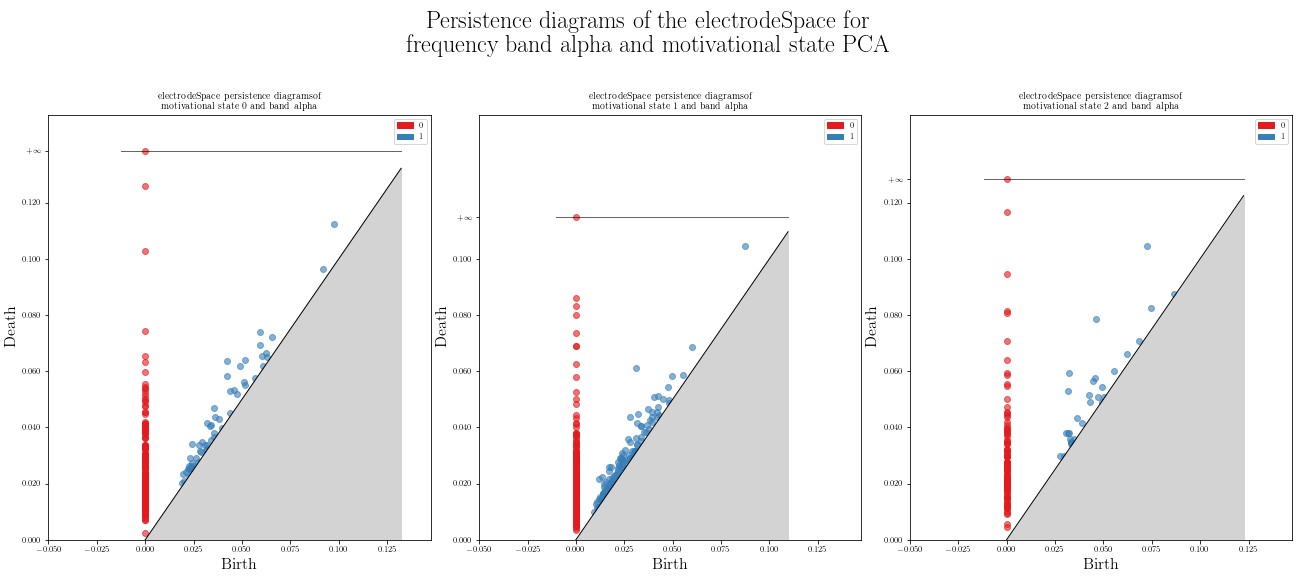 Persistence diagrams of the electrodeSpace for
frequency band alpha and motivational state PCA
electrodeSpace persistence diagramsof
motivational state 0 and band alpha
0
1
+∞
0.120
0.100
0.080
0.060
0.040
0.020
0.000
Death
−0.050 −0.025 0.000 0.025 0.050 0.075 0.100 0.125
Birth
electrodeSpace persistence diagramsof
motivational state 1 and band alpha
0
1
+∞
0.100
0.080
0.060
0.040
0.020
0.000
Death
−0.050 −0.025 0.000 0.025 0.050 0.075 0.100 0.125
Birth
electrodeSpace persistence diagramsof
motivational state 2 and band alpha
0
1
+∞
0.120
0.100
0.080
0.060
0.040
0.020
0.000
Death
−0.050 −0.025 0.000 0.025 0.050 0.075 0.100 0.125
Birth